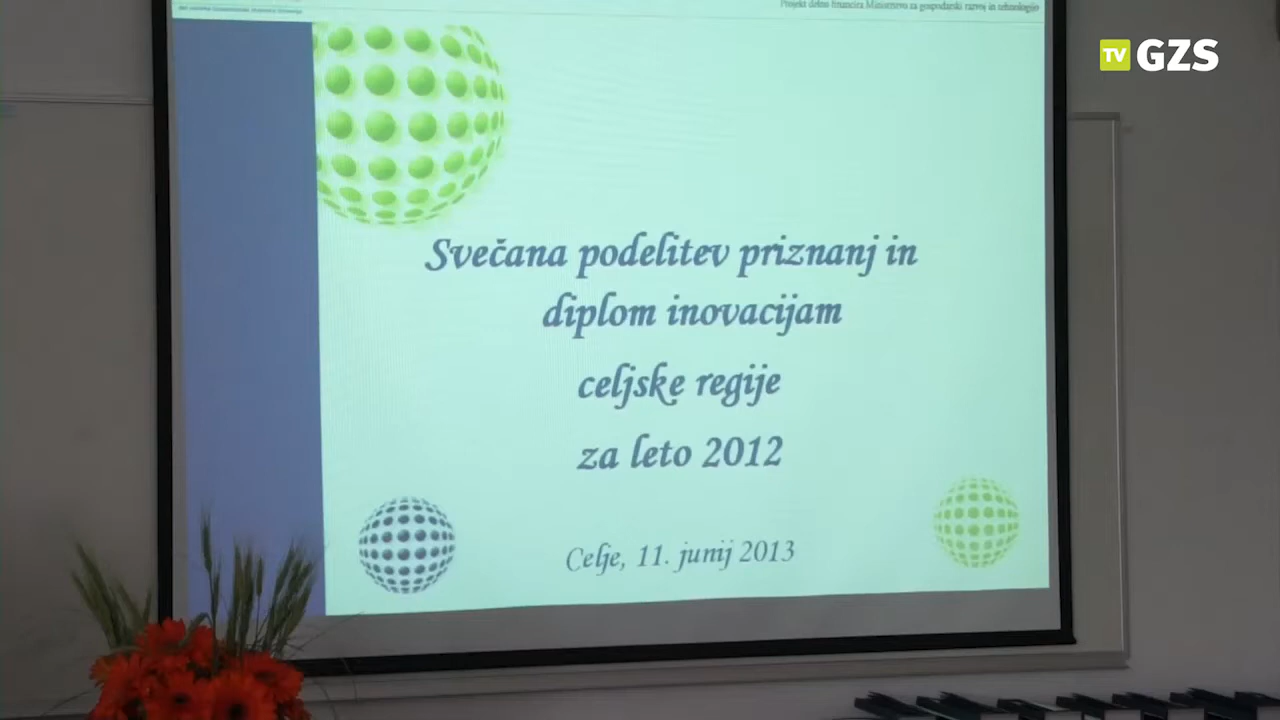 Projekt delno financira Ministrstvo za gospodarski razvoj in tehnologijo
TV GZS
Svečana podelitev priznanj in
diplom inovacijam
celjske regije
za leto 2012
Celje, 11. junij 2013